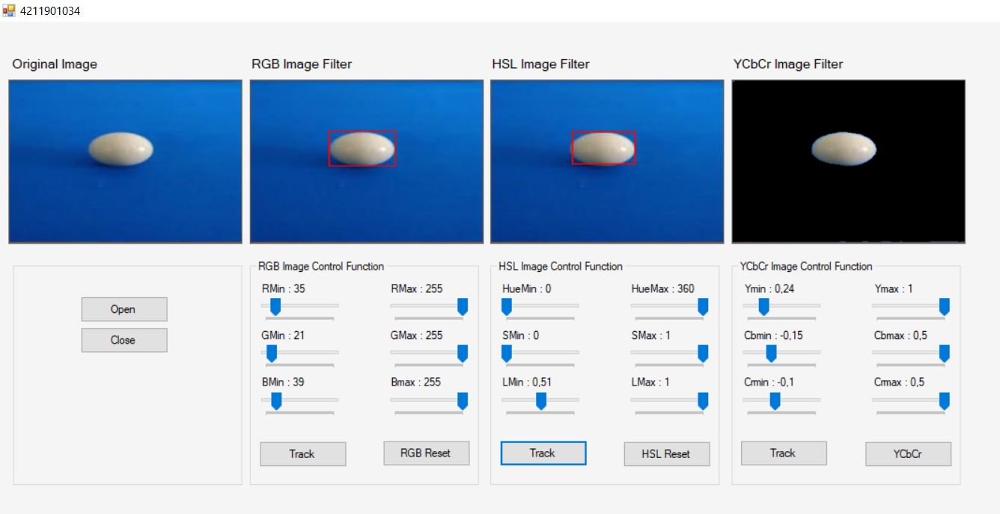 4211901034
Original Image
RGB Image Filter
HSL Image Filter
YCbCr Image Filter
Open
Close
RGB Image Control Function
RMin : 35
RMax : 255
GMin : 21
GMax : 255
BMin : 39
Bmax : 255
Track
RGB Reset
HSL Image Control Function
HueMin : 0
HueMax : 360
SMin : 0
SMax : 1
LMin : 0,51
LMax : 1
Track
HSL Reset
YCbCr Image Control Function
Ymin : 0,24
Ymax : 1
Cbmin : -0,15
Cbmax : 0,5
Crmin : -0,1
Crmax : 0,5
Track
YCbCr